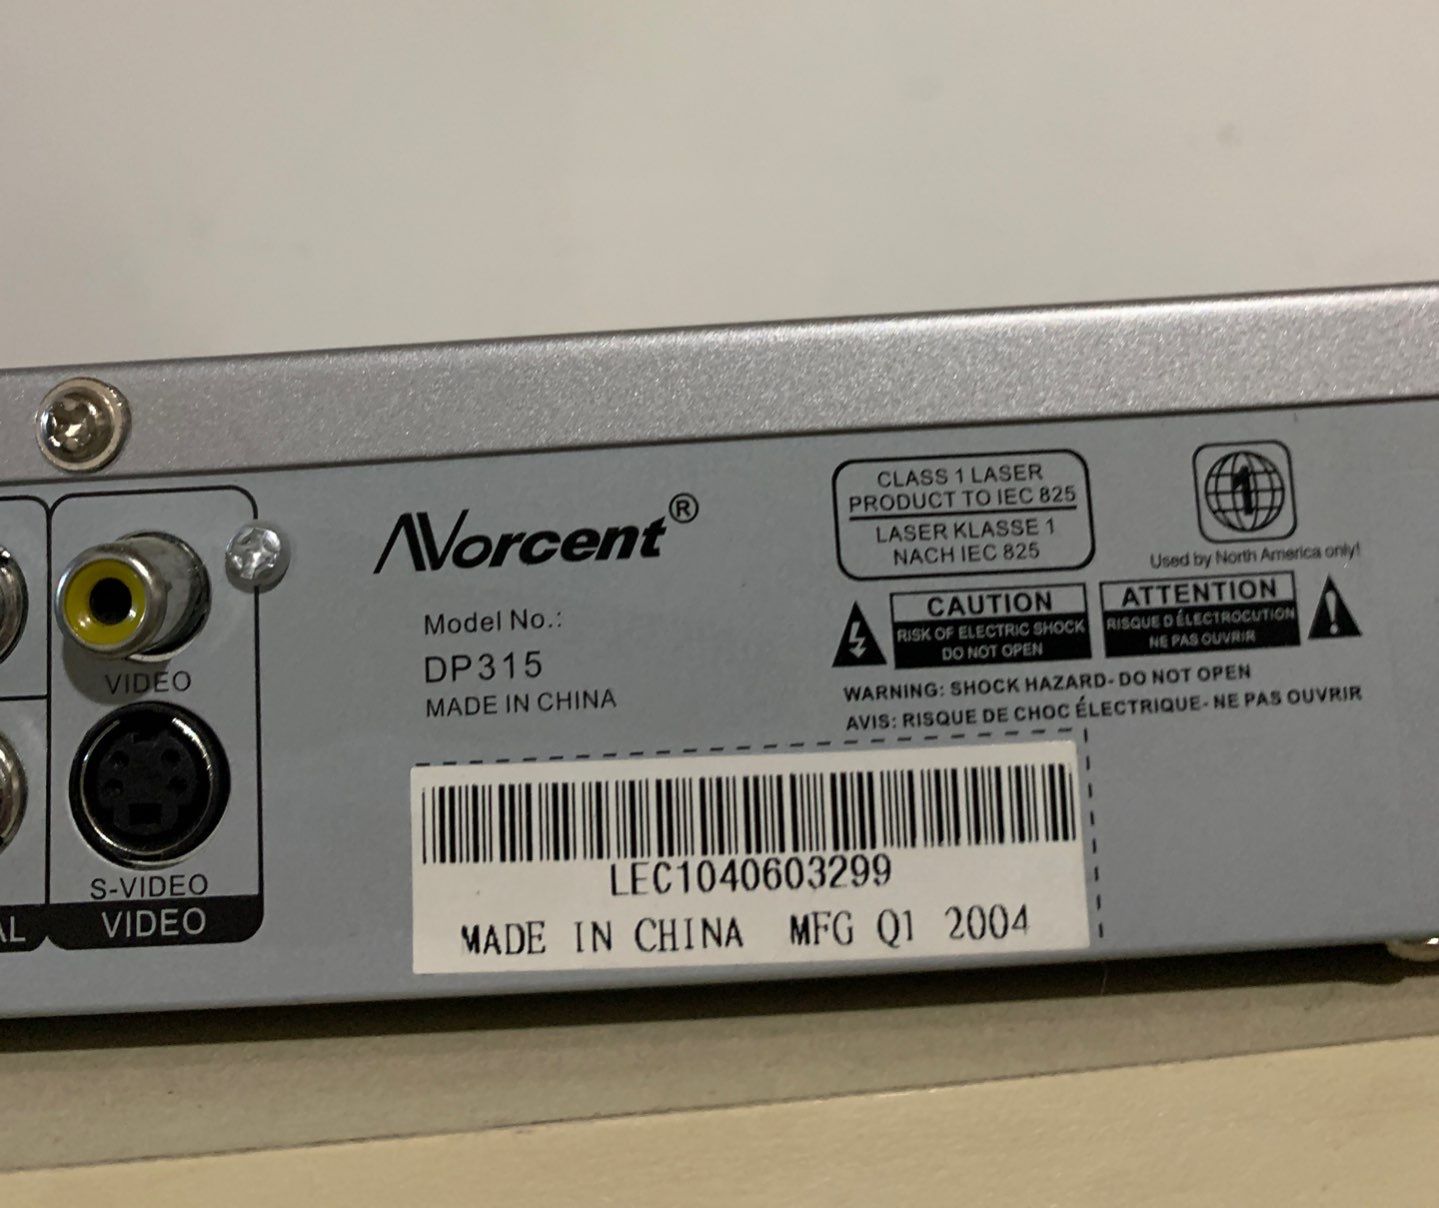 Norcent®
Model No.:
DP315
MADE IN CHINA
CLASS 1 LASER
PRODUCT TO IEC 825
LASER KLASSE 1
NACH IEC 825
1
Used by North America only!
CAUTION
RISK OF ELECTRIC SHOCK
DO NOT OPEN
ATTENTION
RISQUE D ÉLECTROCUTION
NE PAS OUVRIR
WARNING: SHOCK HAZARD- DO NOT OPEN
AVIS: RISQUE DE CHOC ÉLECTRIQUE- NE PAS OUVRIR
VIDEO
S-VIDEO
AL
VIDEO
LEC1040603299
MADE IN CHINA MFG Q1 2004